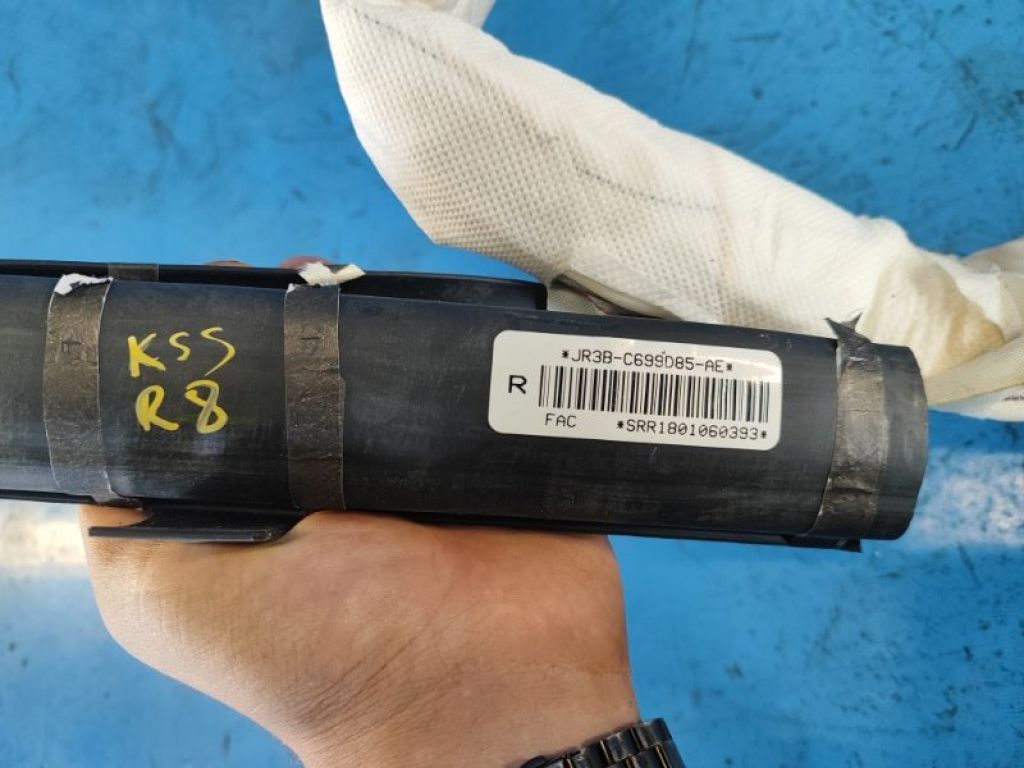 KSS
R8
*JR3B-C699D85-AE*
R
FAC *SRR1801060393*